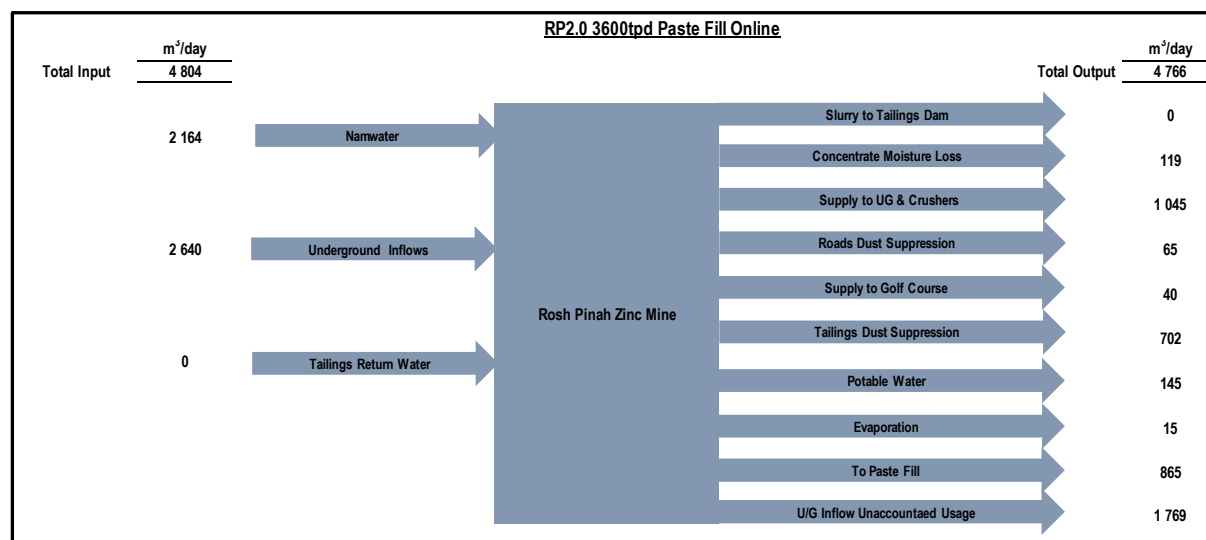 RP2.0 3600tpd Paste Fill Online
m³/day
Total Input 4 804
m³/day
Total Output 4 766
2 164 Namwater
2 640 Underground Inflows
0 Tailings Return Water
Rosh Pinah Zinc Mine
Slurry to Tailings Dam 0
Concentrate Moisture Loss 119
Supply to UG & Crushers 1 045
Roads Dust Suppression 65
Supply to Golf Course 40
Tailings Dust Suppression 702
Potable Water 145
Evaporation 15
To Paste Fill 865
U/G Inflow Unaccountaed Usage 1 769